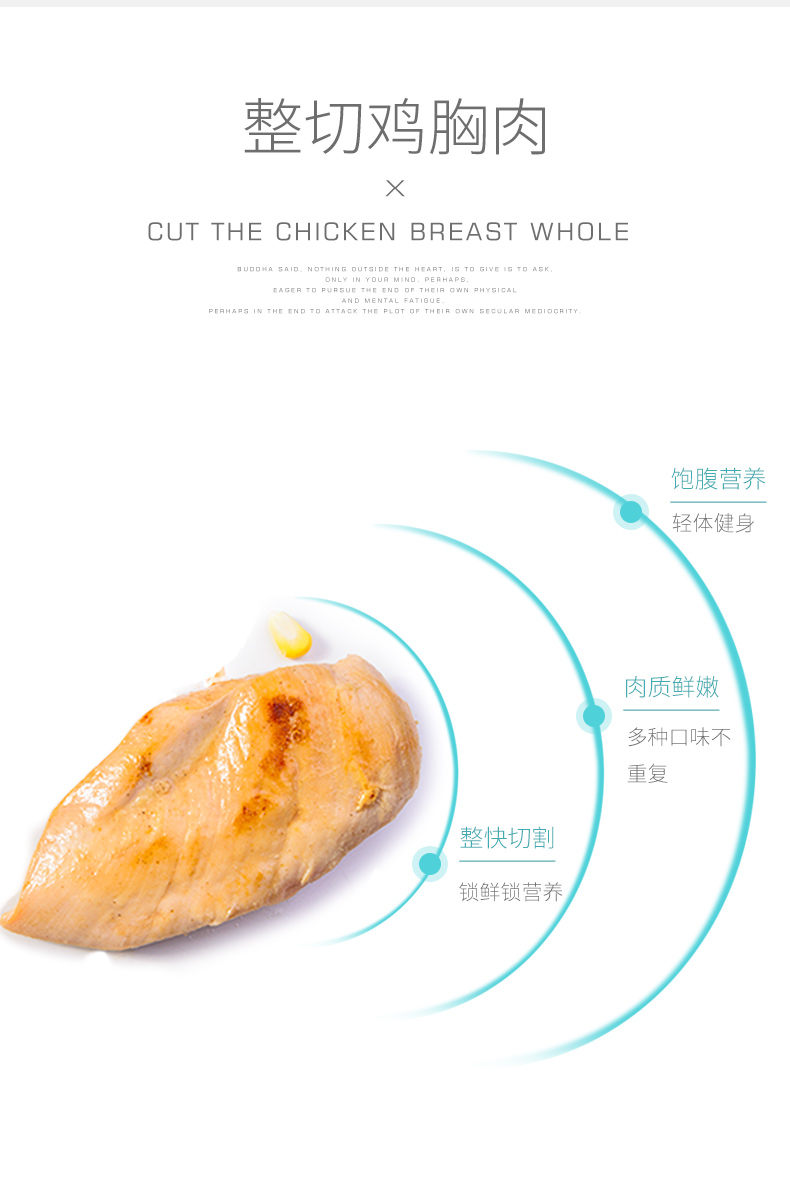 整切鸡胸肉
×
CUT THE CHICKEN BREAST WHOLE
BUDDHA SAID, NOTHING OUTSIDE THE HEART, IS TO GIVE IS TO ASK,
ONLY IN YOUR MIND. PERHAPS,
EAGER TO PURSUE THE END OF THEIR OWN PHYSICAL
AND MENTAL FATIGUE,
PERHAPS IN THE END TO ATTACK THE PLOT OF THEIR OWN SECULAR MEDIOCRITY.
饱腹营养
轻体健身
肉质鲜嫩
多种口味不
重复
整快切割
锁鲜锁营养